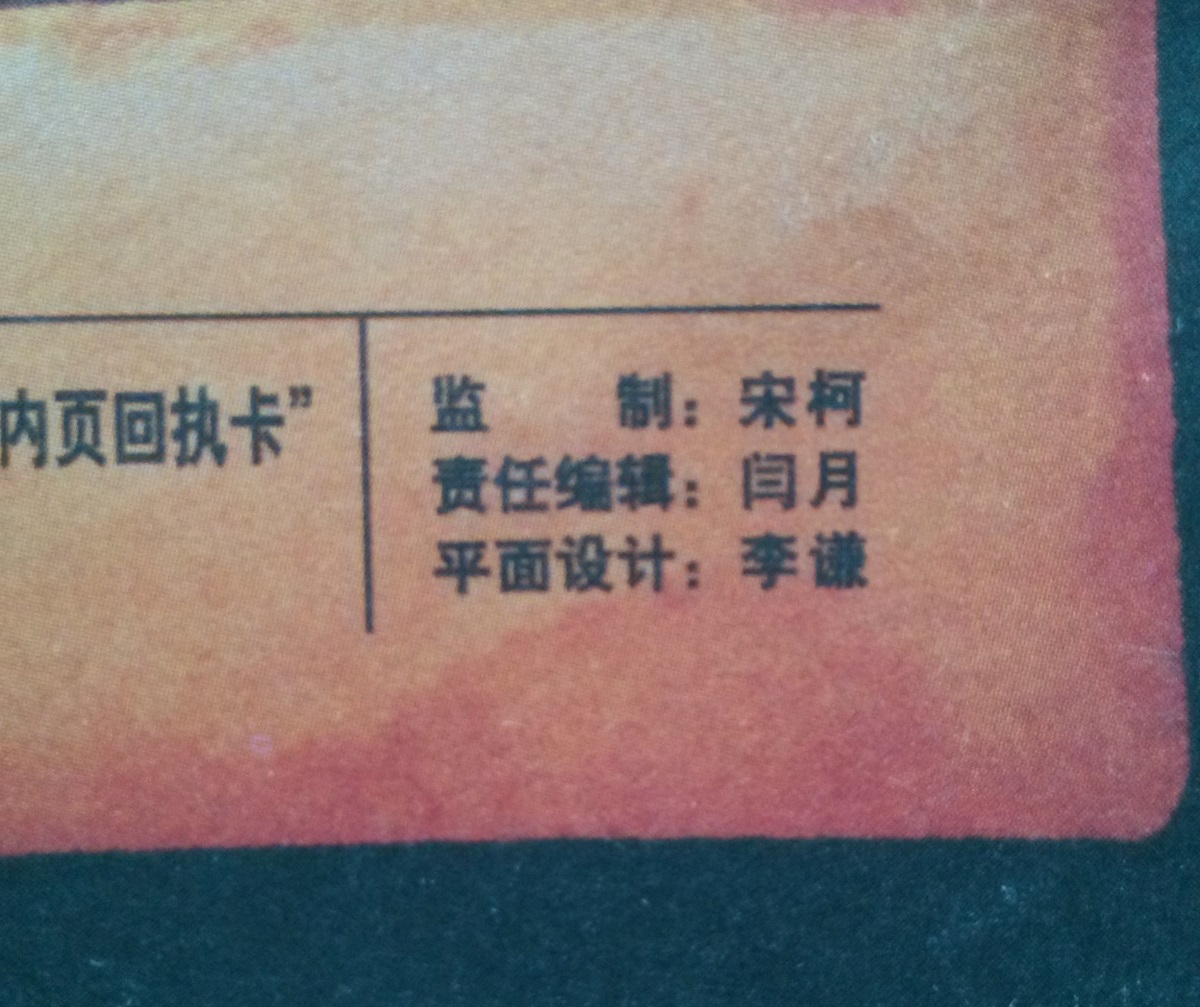 内页回执卡”
监 制：宋柯
责任编辑：闫月
平面设计：李谦